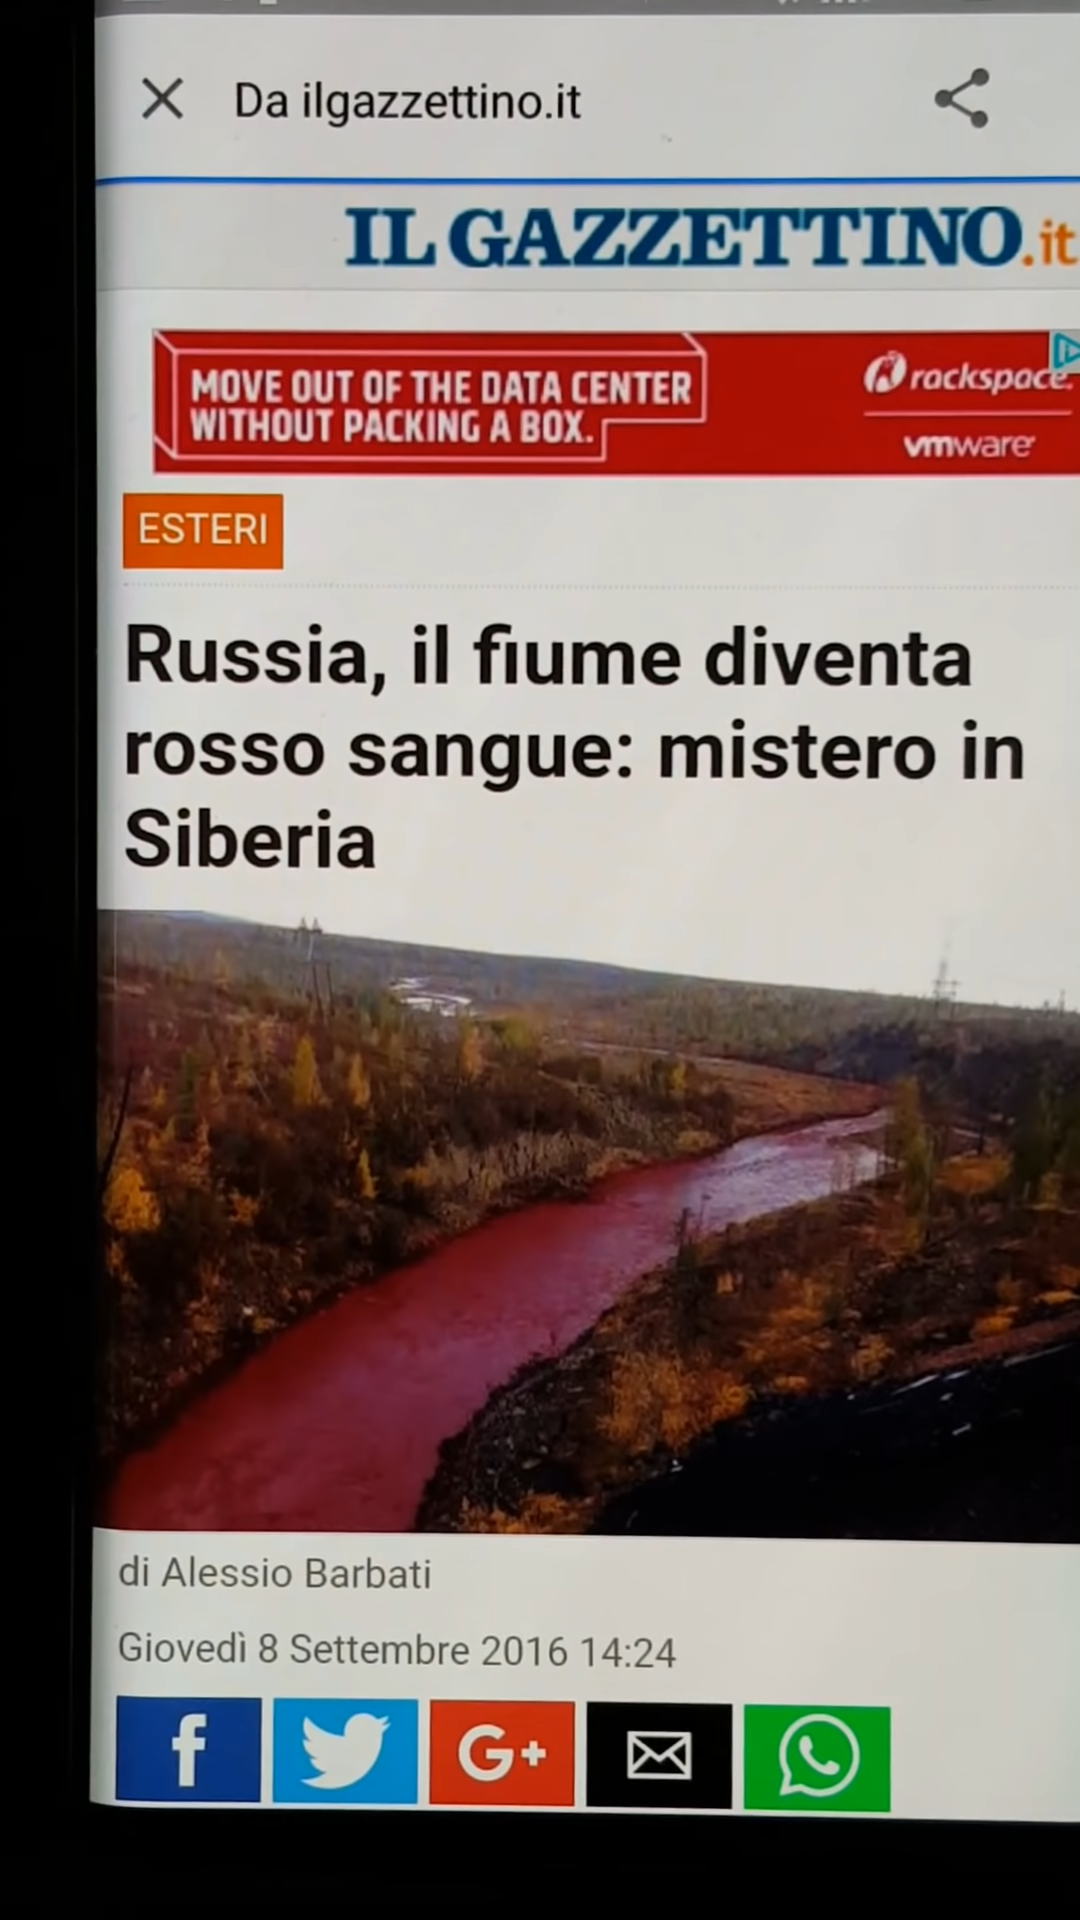 Da ilgazzettino.it
IL GAZZETTINO.it
MOVE OUT OF THE DATA CENTER
WITHOUT PACKING A BOX.
rackspace.
vmware
ESTERI
Russia, il fiume diventa
rosso sangue: mistero in
Siberia
di Alessio Barbati
Giovedì 8 Settembre 2016 14:24
f
G+